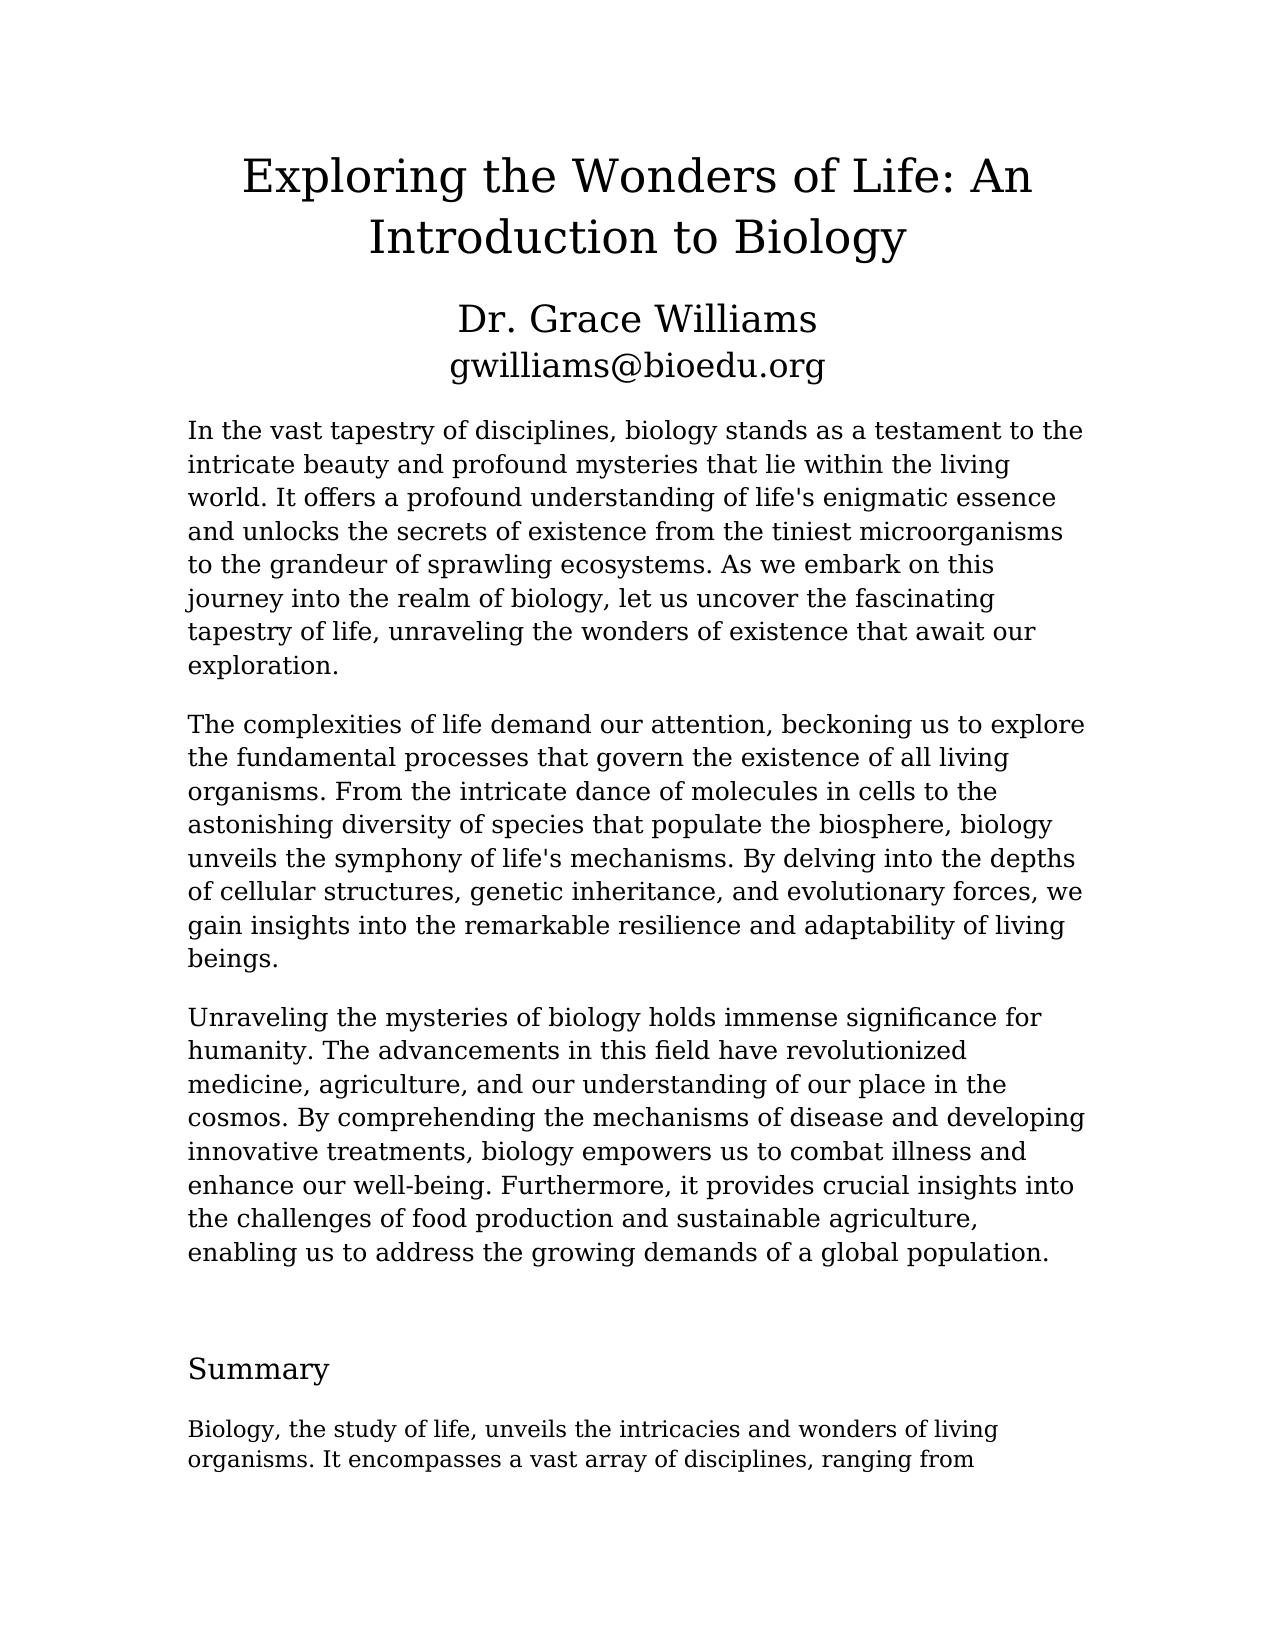 Exploring the Wonders of Life: An
Introduction to Biology
Dr. Grace Williams
gwilliams@bioedu.org
In the vast tapestry of disciplines, biology stands as a testament to the
intricate beauty and profound mysteries that lie within the living
world. It offers a profound understanding of life's enigmatic essence
and unlocks the secrets of existence from the tiniest microorganisms
to the grandeur of sprawling ecosystems. As we embark on this
journey into the realm of biology, let us uncover the fascinating
tapestry of life, unraveling the wonders of existence that await our
exploration.
The complexities of life demand our attention, beckoning us to explore
the fundamental processes that govern the existence of all living
organisms. From the intricate dance of molecules in cells to the
astonishing diversity of species that populate the biosphere, biology
unveils the symphony of life's mechanisms. By delving into the depths
of cellular structures, genetic inheritance, and evolutionary forces, we
gain insights into the remarkable resilience and adaptability of living
beings.
Unraveling the mysteries of biology holds immense significance for
humanity. The advancements in this field have revolutionized
medicine, agriculture, and our understanding of our place in the
cosmos. By comprehending the mechanisms of disease and developing
innovative treatments, biology empowers us to combat illness and
enhance our well-being. Furthermore, it provides crucial insights into
the challenges of food production and sustainable agriculture,
enabling us to address the growing demands of a global population.
Summary
Biology, the study of life, unveils the intricacies and wonders of living
organisms. It encompasses a vast array of disciplines, ranging from